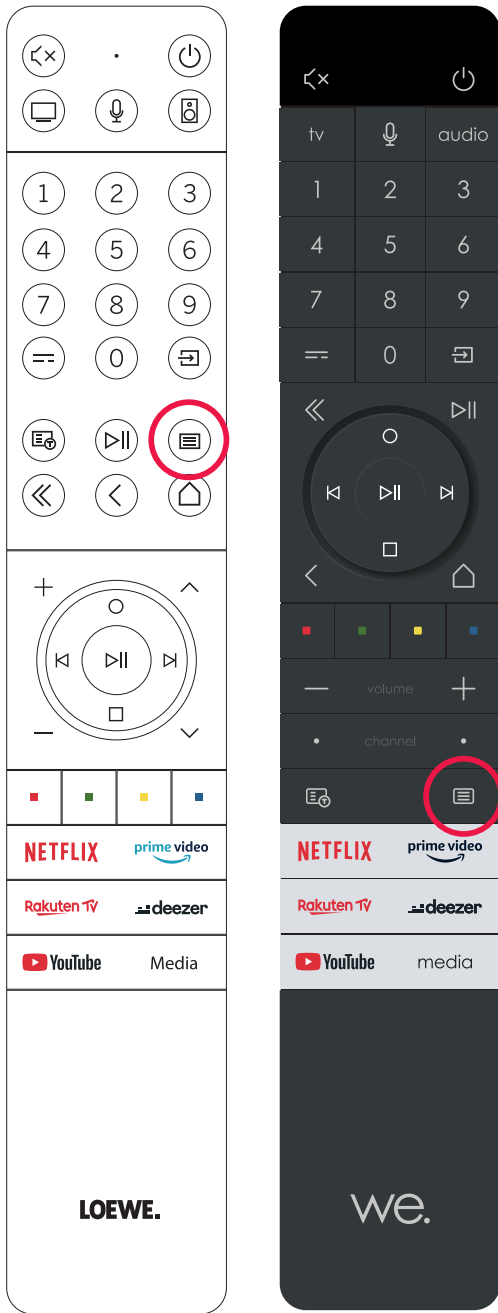 1 2 3
4 5 6
7 8 9
0
T
NETFLIX prime video
Rakuten TV deezer
YouTube Media
LOEWE.
tv audio
1 2 3
4 5 6
7 8 9
0
volume
channel
T
NETFLIX prime video
Rakuten TV deezer
YouTube media
we.